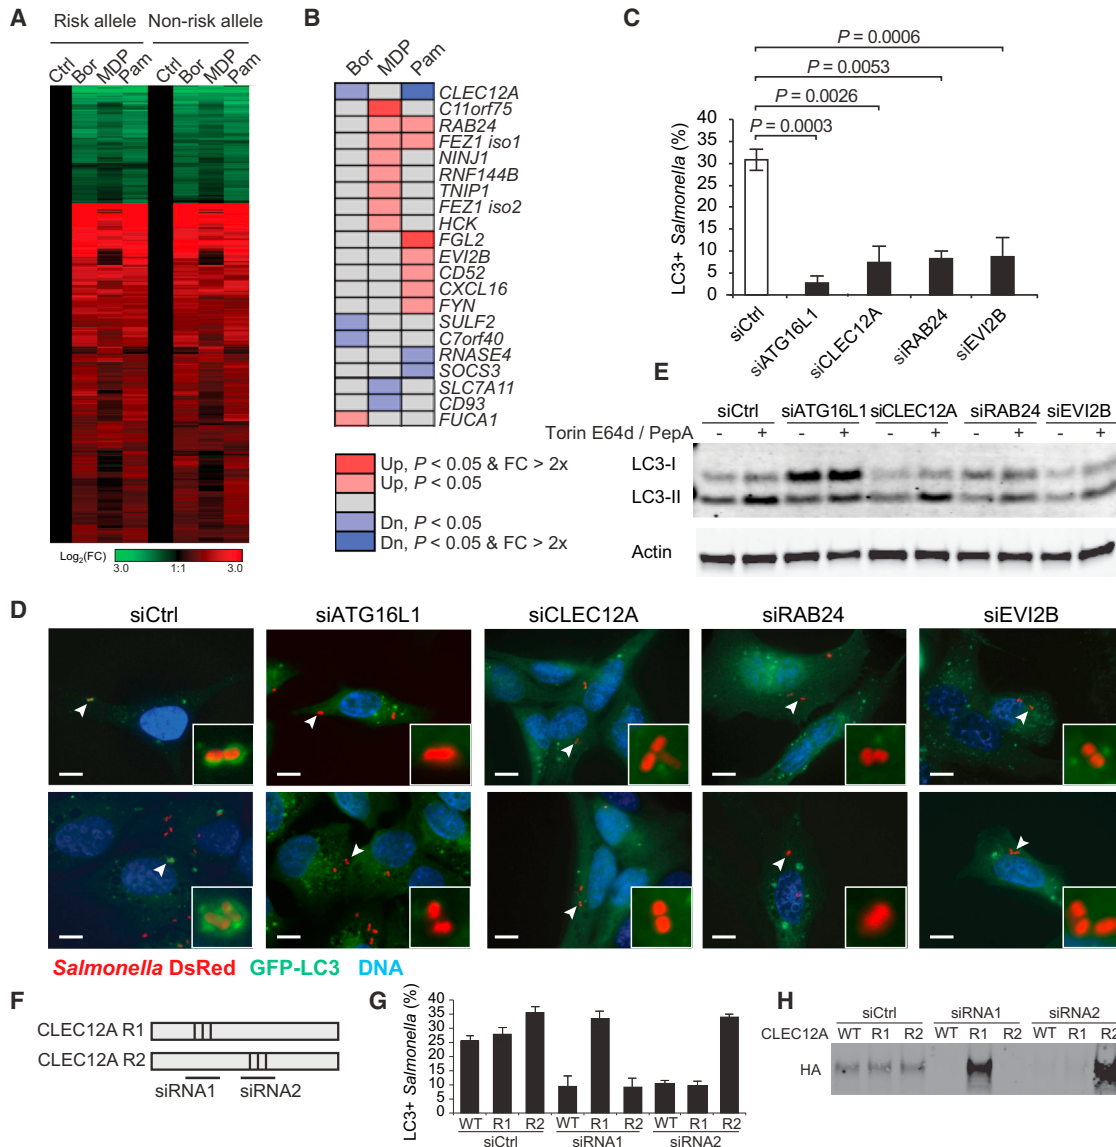 A
Risk allele Non-risk allele
Ctrl Bor MDP Pam Ctrl Bor MDP Pam
Log2(FC)
3.0 1:1 3.0
B
Bor MDP Pam
CLEC12A
C11orf75
RAB24
FEZ1 iso1
NINJ1
RNF144B
TNIP1
FEZ1 iso2
HCK
FGL2
EVI2B
CD52
CXCL16
FYN
SULF2
C7orf40
RNASE4
SOCS3
SLC7A11
CD93
FUCA1
Up, P < 0.05 & FC > 2x
Up, P < 0.05
Dn, P < 0.05
Dn, P < 0.05 & FC > 2x
C
P = 0.0006
P = 0.0053
P = 0.0026
P = 0.0003
LC3+ Salmonella (%)
40
35
30
25
20
15
10
5
0
siCtrl siATG16L1 siCLEC12A siRAB24 siEVI2B
E
siCtrl siATG16L1 siCLEC12A siRAB24 siEVI2B
Torin E64d / PepA - + - + - + - + - +
LC3-I
LC3-II
Actin
D
siCtrl siATG16L1 siCLEC12A siRAB24 siEVI2B
Salmonella DsRed GFP-LC3 DNA
F
CLEC12A R1
CLEC12A R2
siRNA1 siRNA2
G
LC3+ Salmonella (%)
40
35
30
25
20
15
10
5
0
WT R1 R2 WT R1 R2 WT R1 R2
siCtrl siRNA1 siRNA2
H
siCtrl siRNA1 siRNA2
CLEC12A WT R1 R2 WT R1 R2 WT R1 R2
HA